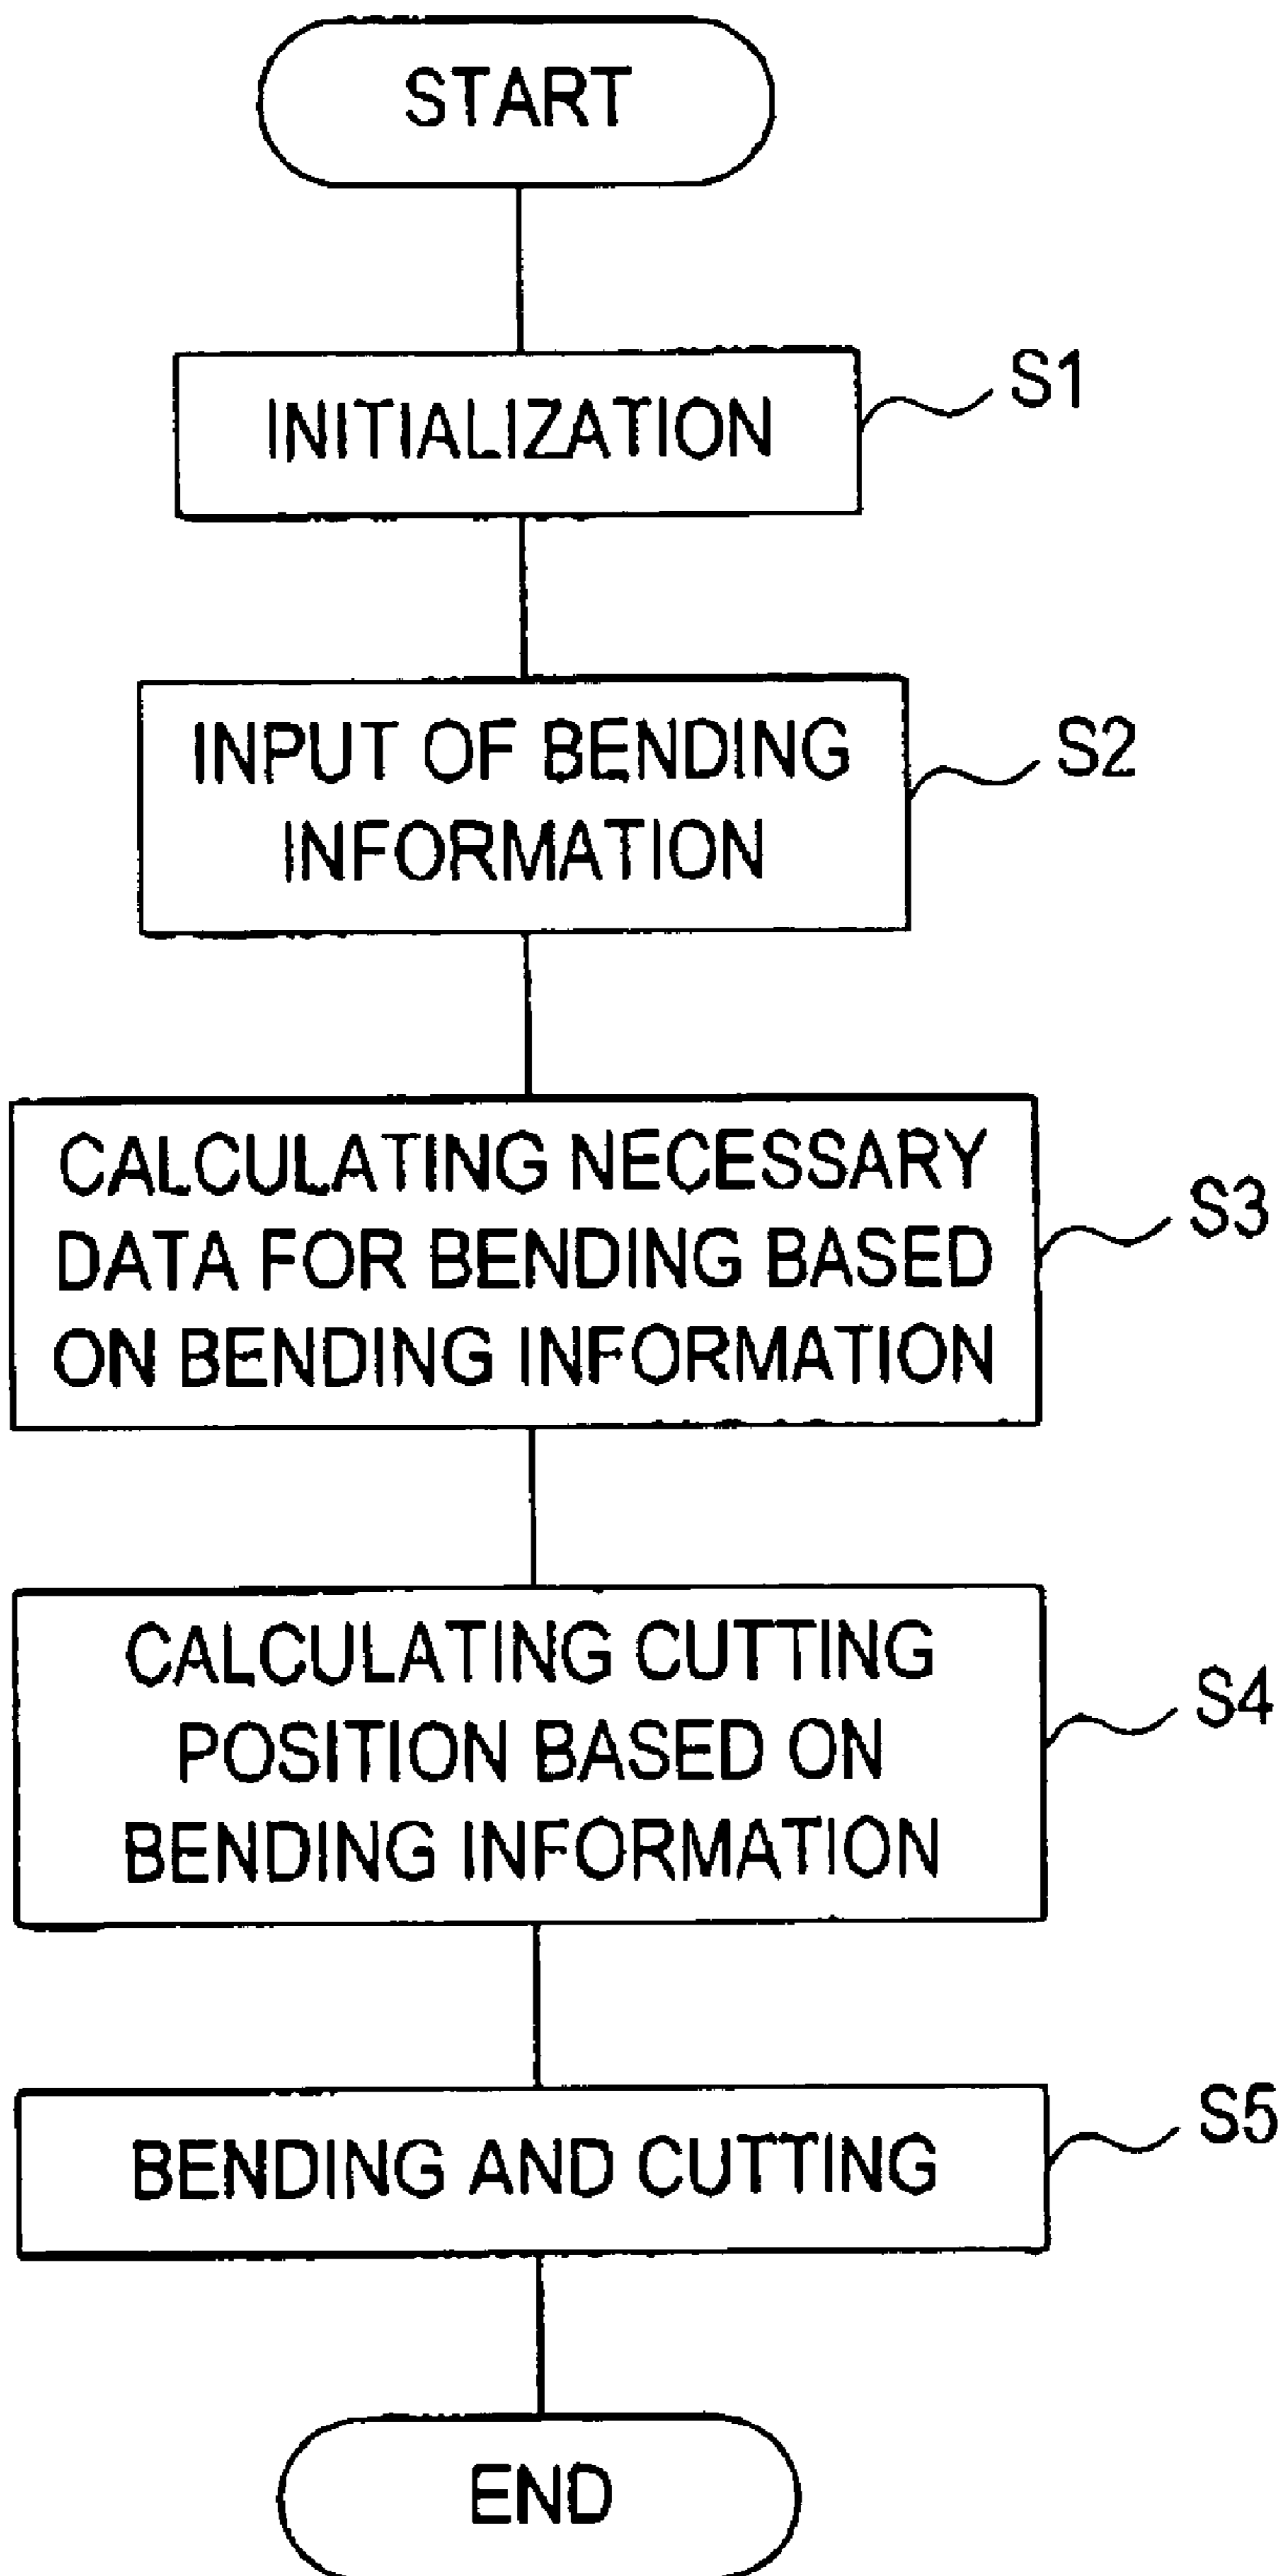 START
INITIALIZATION
S1
INPUT OF BENDING
INFORMATION
S2
CALCULATING NECESSARY
DATA FOR BENDING BASED
ON BENDING INFORMATION
S3
CALCULATING CUTTING
POSITION BASED ON
BENDING INFORMATION
S4
BENDING AND CUTTING
S5
END